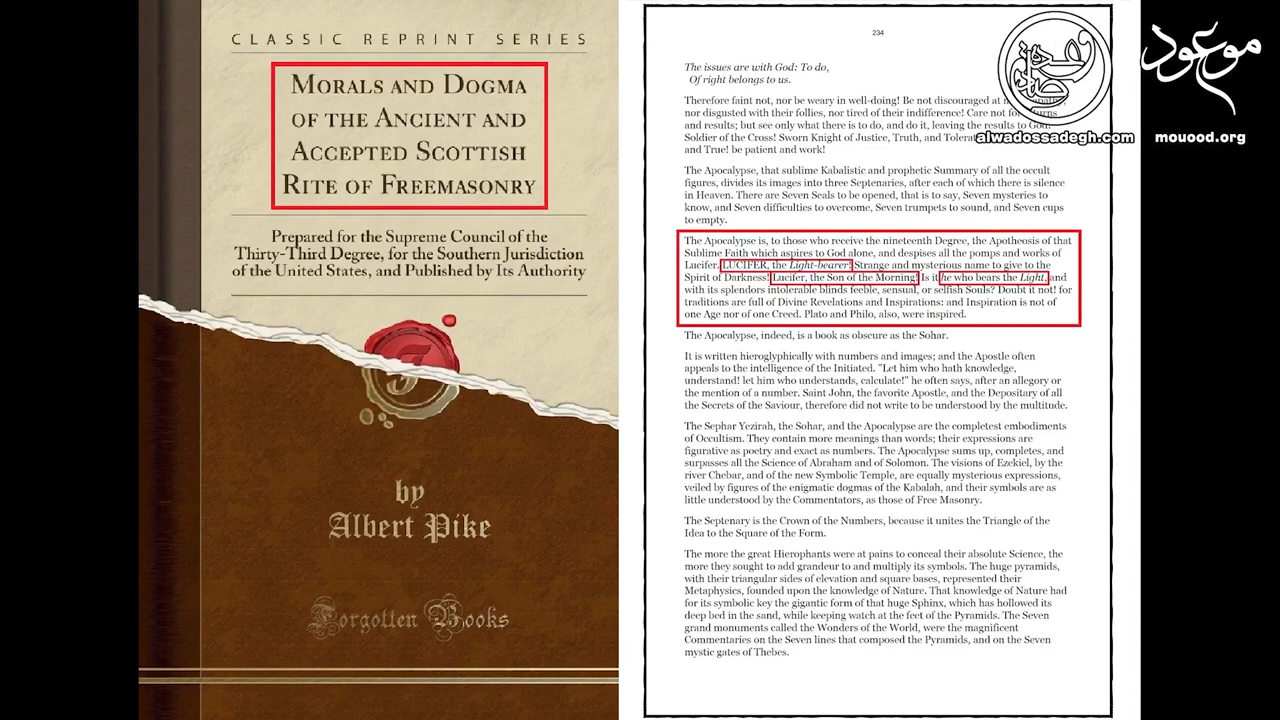 CLASSIC REPRINT SERIES
MORALS AND DOGMA
OF THE ANCIENT AND
ACCEPTED SCOTTISH
RITE OF FREEMASONRY
Prepared for the Supreme Council of the
Thirty-Third Degree, for the Southern Jurisdiction
of the United States, and Published by Its Authority
by
Albert Pike
Forgotten Books
234
The issues are with God: To do,
Of right belongs to us.
Therefore faint not, nor be weary in well-doing! Be not discouraged at
nor disgusted with their follies, nor tired of their indifference! Care not for
and results; but see only what there is to do, and do it, leaving the results to God
Soldier of the Cross! Sworn Knight of Justice, Truth, and
and True! be patient and work!
The Apocalypse, that sublime Kabalistic and prophetic Summary of all the occult
figures, divides its images into three Septenaries, after each of which there is silence
in Heaven. There are Seven Seals to be opened, that is to say, Seven mysteries to
know, and Seven difficulties to overcome, Seven trumpets to sound, and Seven cups
to empty.
The Apocalypse is, to those who receive the nineteenth Degree, the Apotheosis of that
Sublime Faith which aspires to God alone, and despises all the pomps and works of
Lucifer. LUCIFER, the Light-bearer! Strange and mysterious name to give to the
Spirit of Darkness! Lucifer, the Son of the Morning! Is it he who bears the Light, and
with its splendors intolerable blinds feeble, sensual, or selfish Souls? Doubt it not! for
traditions are full of Divine Revelations and Inspirations: and Inspiration is not of
one Age nor of one Creed. Plato and Philo, also, were inspired.
The Apocalypse, indeed, is a book as obscure as the Sohar.
It is written hieroglyphically with numbers and images; and the Apostle often
appeals to the intelligence of the Initiated. "Let him who hath knowledge,
understand! let him who understands, calculate!" he often says, after an allegory or
the mention of a number. Saint John, the favorite Apostle, and the Depositary of all
the Secrets of the Saviour, therefore did not write to be understood by the multitude.
The Sephar Yezirah, the Sohar, and the Apocalypse are the completest embodiments
of Occultism. They contain more meanings than words; their expressions are
figurative as poetry and exact as numbers. The Apocalypse sums up, completes, and
surpasses all the Science of Abraham and of Solomon. The visions of Ezekiel, by the
river Chebar, and of the new Symbolic Temple, are equally mysterious expressions,
veiled by figures of the enigmatic dogmas of the Kabalah, and their symbols are as
little understood by the Commentators, as those of Free Masonry.
The Septenary is the Crown of the Numbers, because it unites the Triangle of the
Idea to the Square of the Form.
The more the great Hierophants were at pains to conceal their absolute Science, the
more they sought to add grandeur to and multiply its symbols. The huge pyramids,
with their triangular sides of elevation and square bases, represented their
Metaphysics, founded upon the knowledge of Nature. That knowledge of Nature had
for its symbolic key the gigantic form of that huge Sphinx, which has hollowed its
deep bed in the sand, while keeping watch at the feet of the Pyramids. The Seven
grand monuments called the Wonders of the World, were the magnificent
Commentaries on the Seven lines that composed the Pyramids, and on the Seven
mystic gates of Thebes.
alwadossadegh.com
موعود
mouood.org